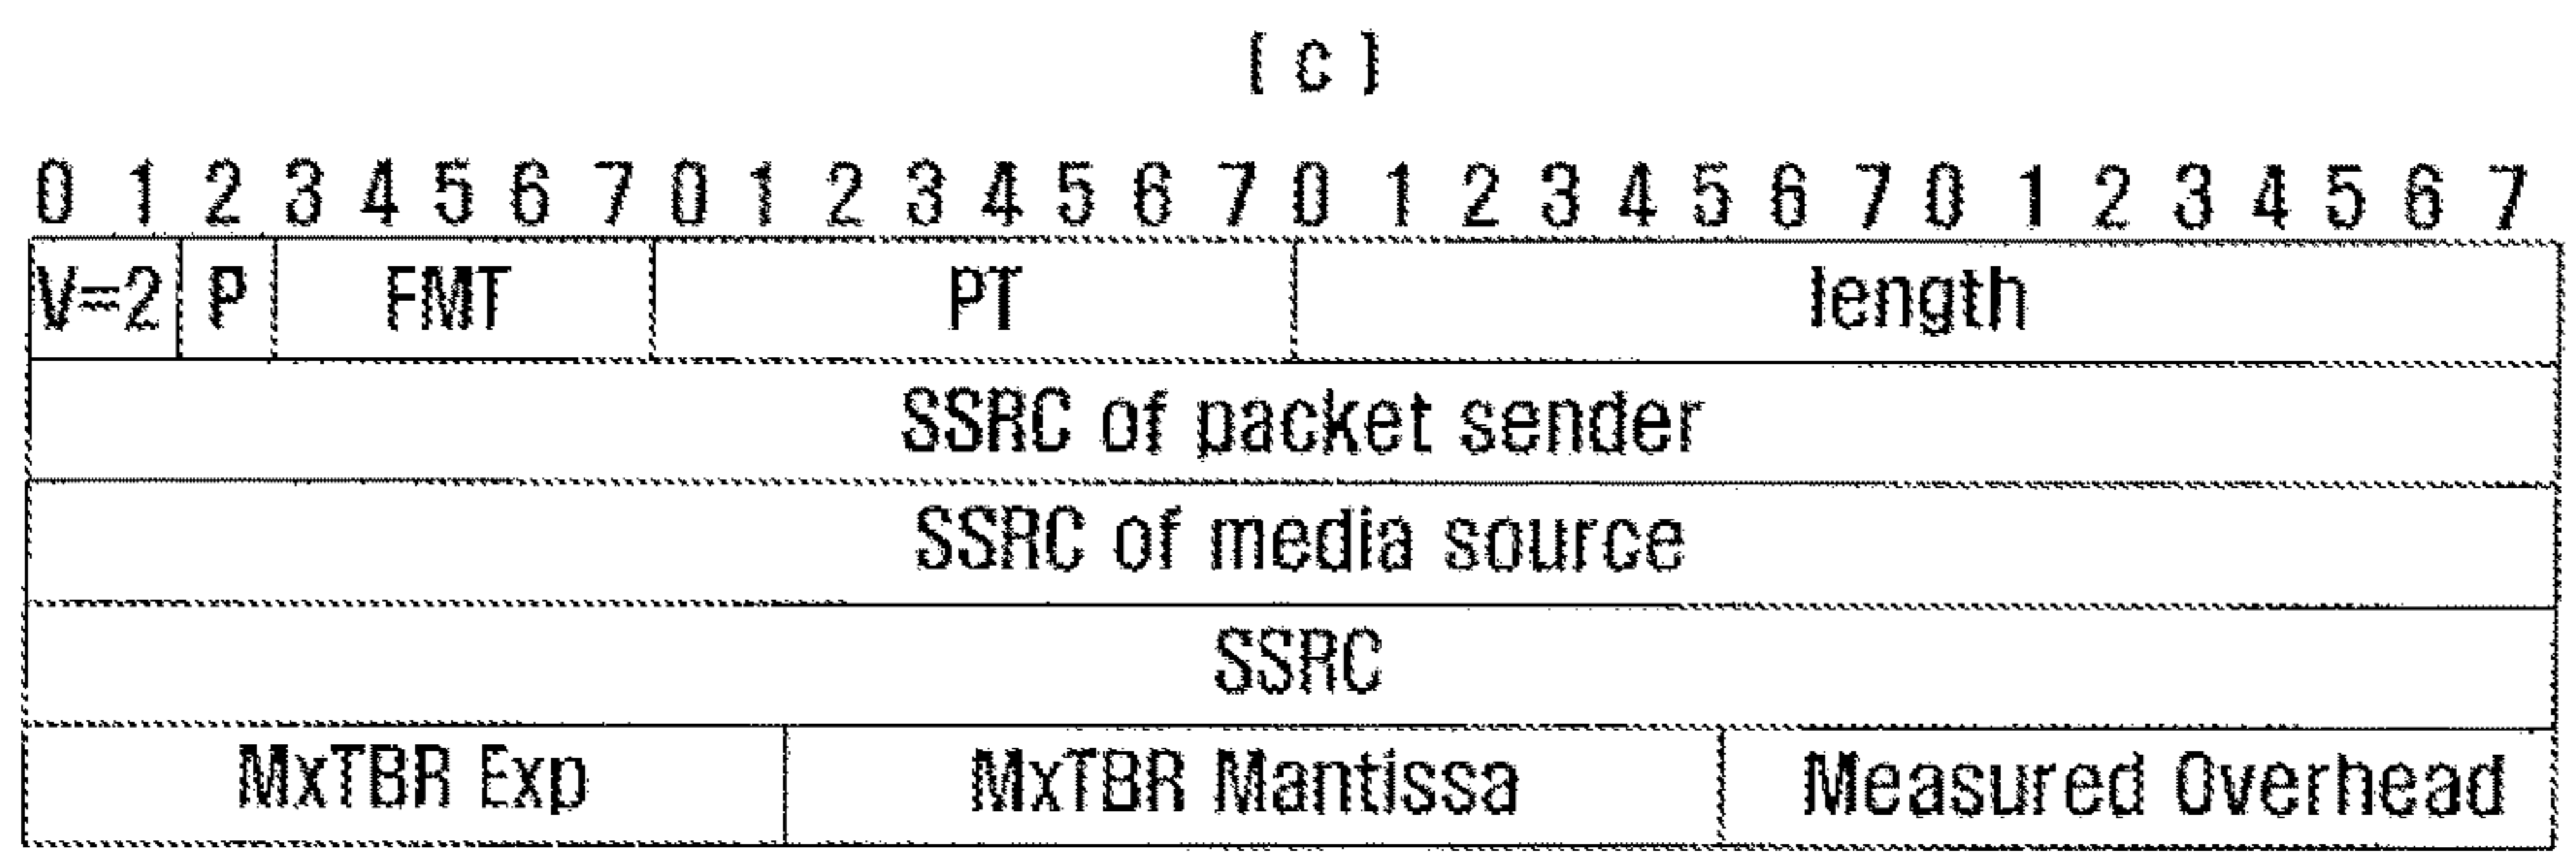 [ c ]
0 1 2 3 4 5 6 7 0 1 2 3 4 5 6 7 0 1 2 3 4 5 6 7 0 1 2 3 4 5 6 7
V=2 P FMT PT length
SSRC of packet sender
SSRC of media source
SSRC
MxTBR Exp MxTBR Mantissa Measured Overhead